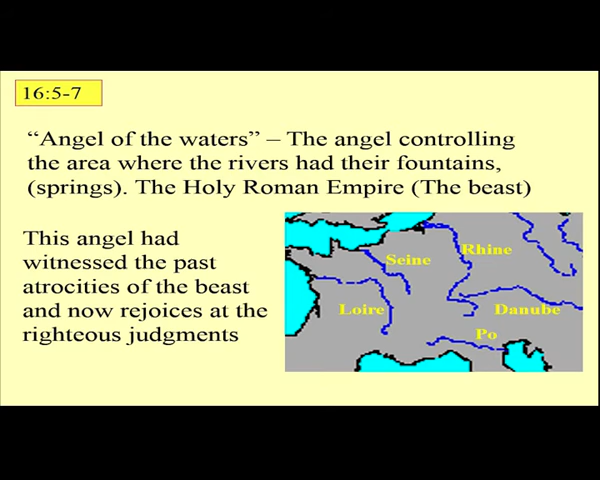 16:5-7
“Angel of the waters” – The angel controlling
the area where the rivers had their fountains,
(springs). The Holy Roman Empire (The beast)
This angel had
witnessed the past
atrocities of the beast
and now rejoices at the
righteous judgments
Seine
Rhine
Loire
Danube
Po